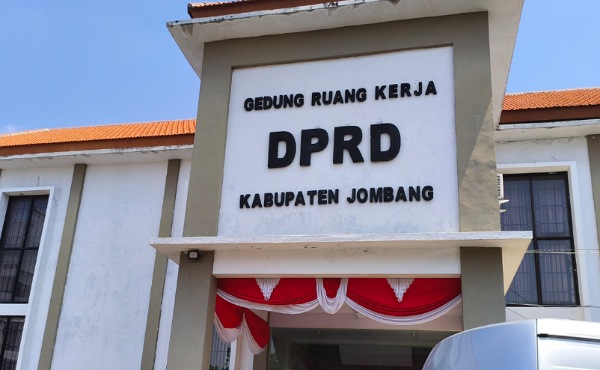 GEDUNG RUANG KERJA
DPRD
KABUPATEN JOMBANG